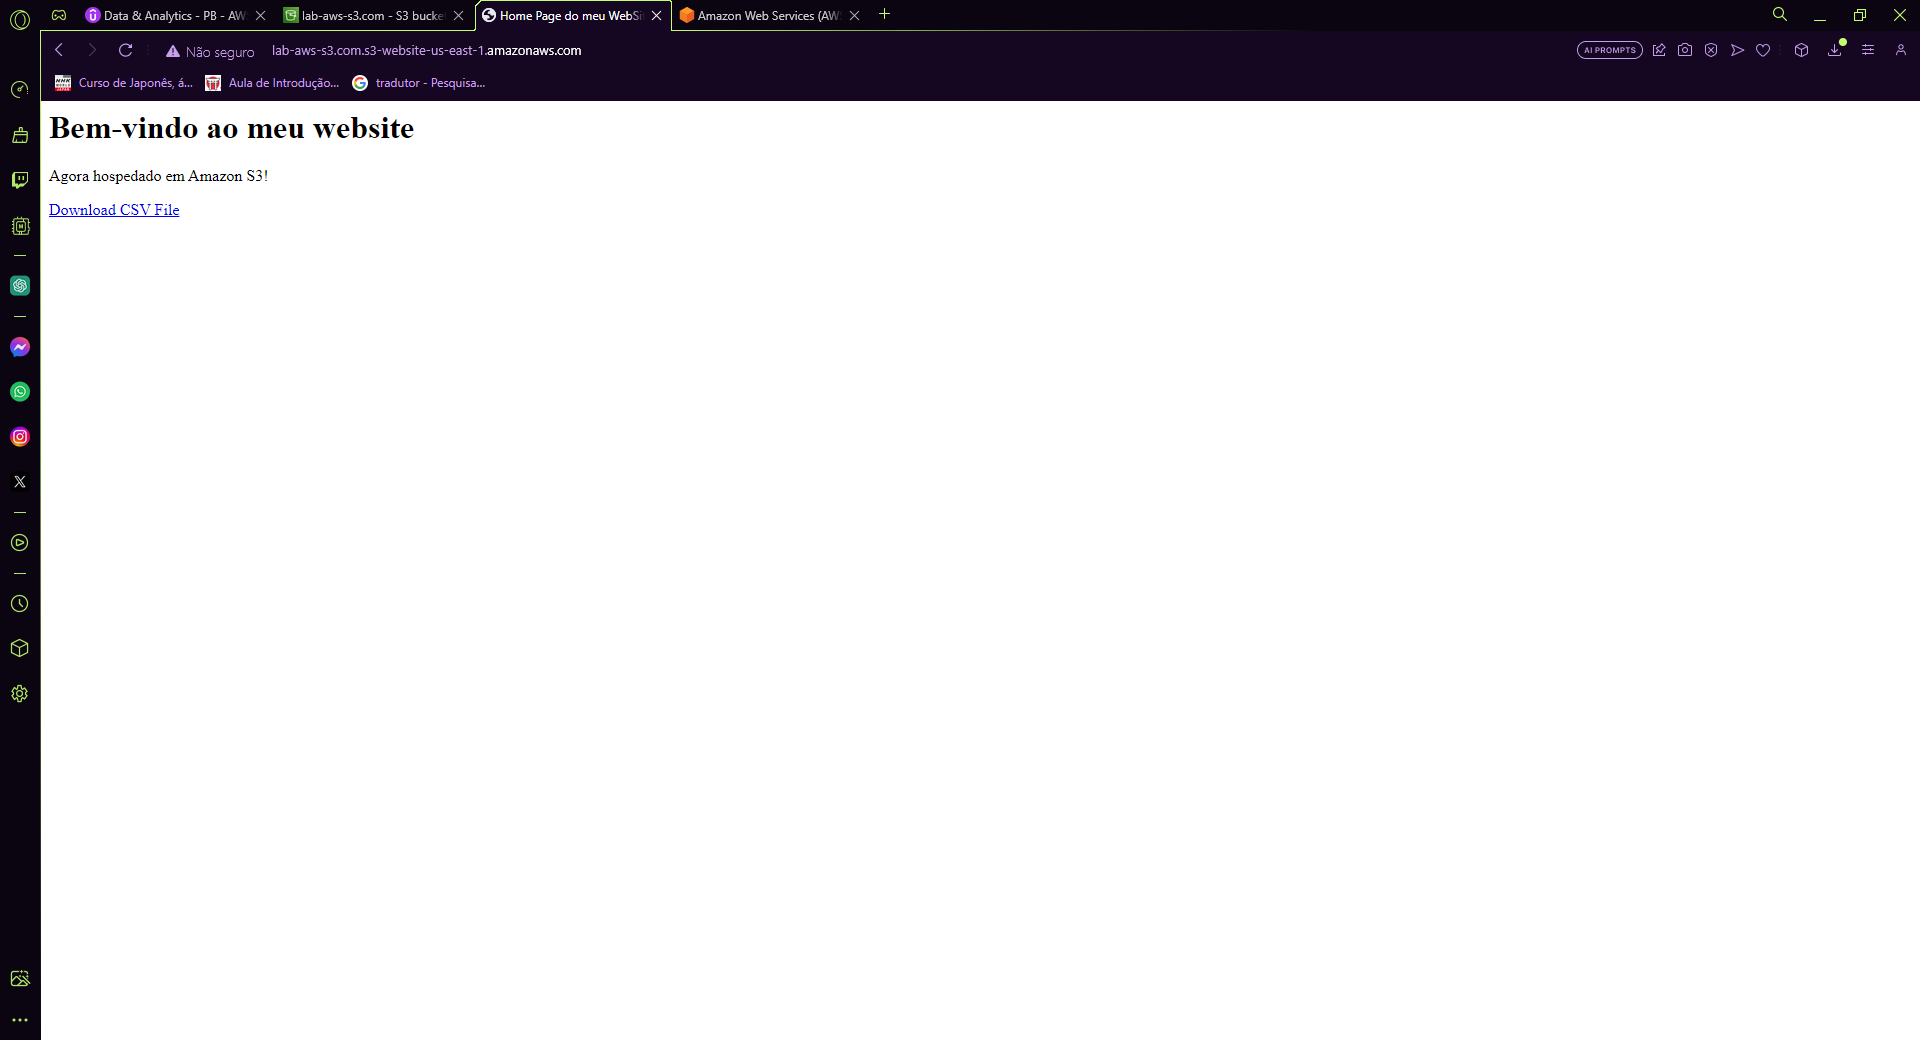 Data & Analytics - PB - AW
lab-aws-s3.com - S3 bucke
Home Page do meu WebSi
Amazon Web Services (AW
Não seguro
lab-aws-s3.com.s3-website-us-east-1.amazonaws.com
AI PROMPTS
Curso de Japonês, á...
Aula de Introdução...
tradutor - Pesquisa...
Bem-vindo ao meu website
Agora hospedado em Amazon S3!
Download CSV File